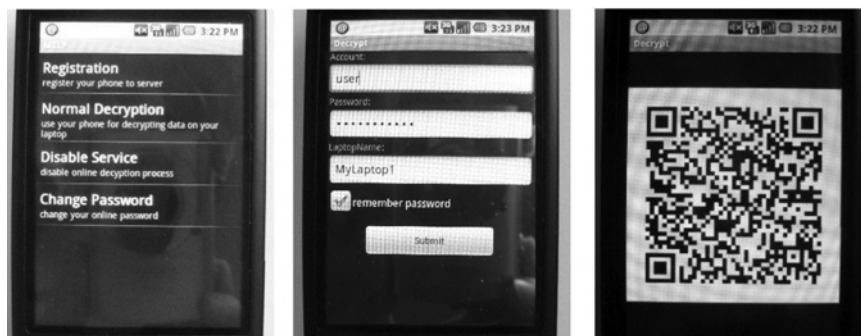 3:22 PM
Registration
register your phone to server
Normal Decryption
use your phone for decrypting data on your
laptop
Disable Service
disable online decyption process
Change Password
change your online password
3:23 PM
Decrypt
Account:
user
Password:
LaptopName:
MyLaptop1
remember password
Submit
3:22 PM
Decrypt